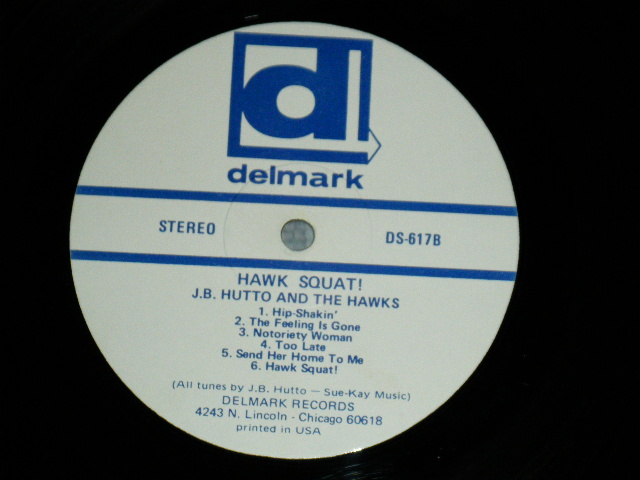 d
delmark
STEREO
DS-617B
HAWK SQUAT!
J.B. HUTTO AND THE HAWKS
1. Hip-Shakin'
2. The Feeling Is Gone
3. Notoriety Woman
4. Too Late
5. Send Her Home To Me
6. Hawk Squat!
(All tunes by J.B. Hutto — Sue-Kay Music)
DELMARK RECORDS
4243 N. Lincoln - Chicago 60618
printed in USA